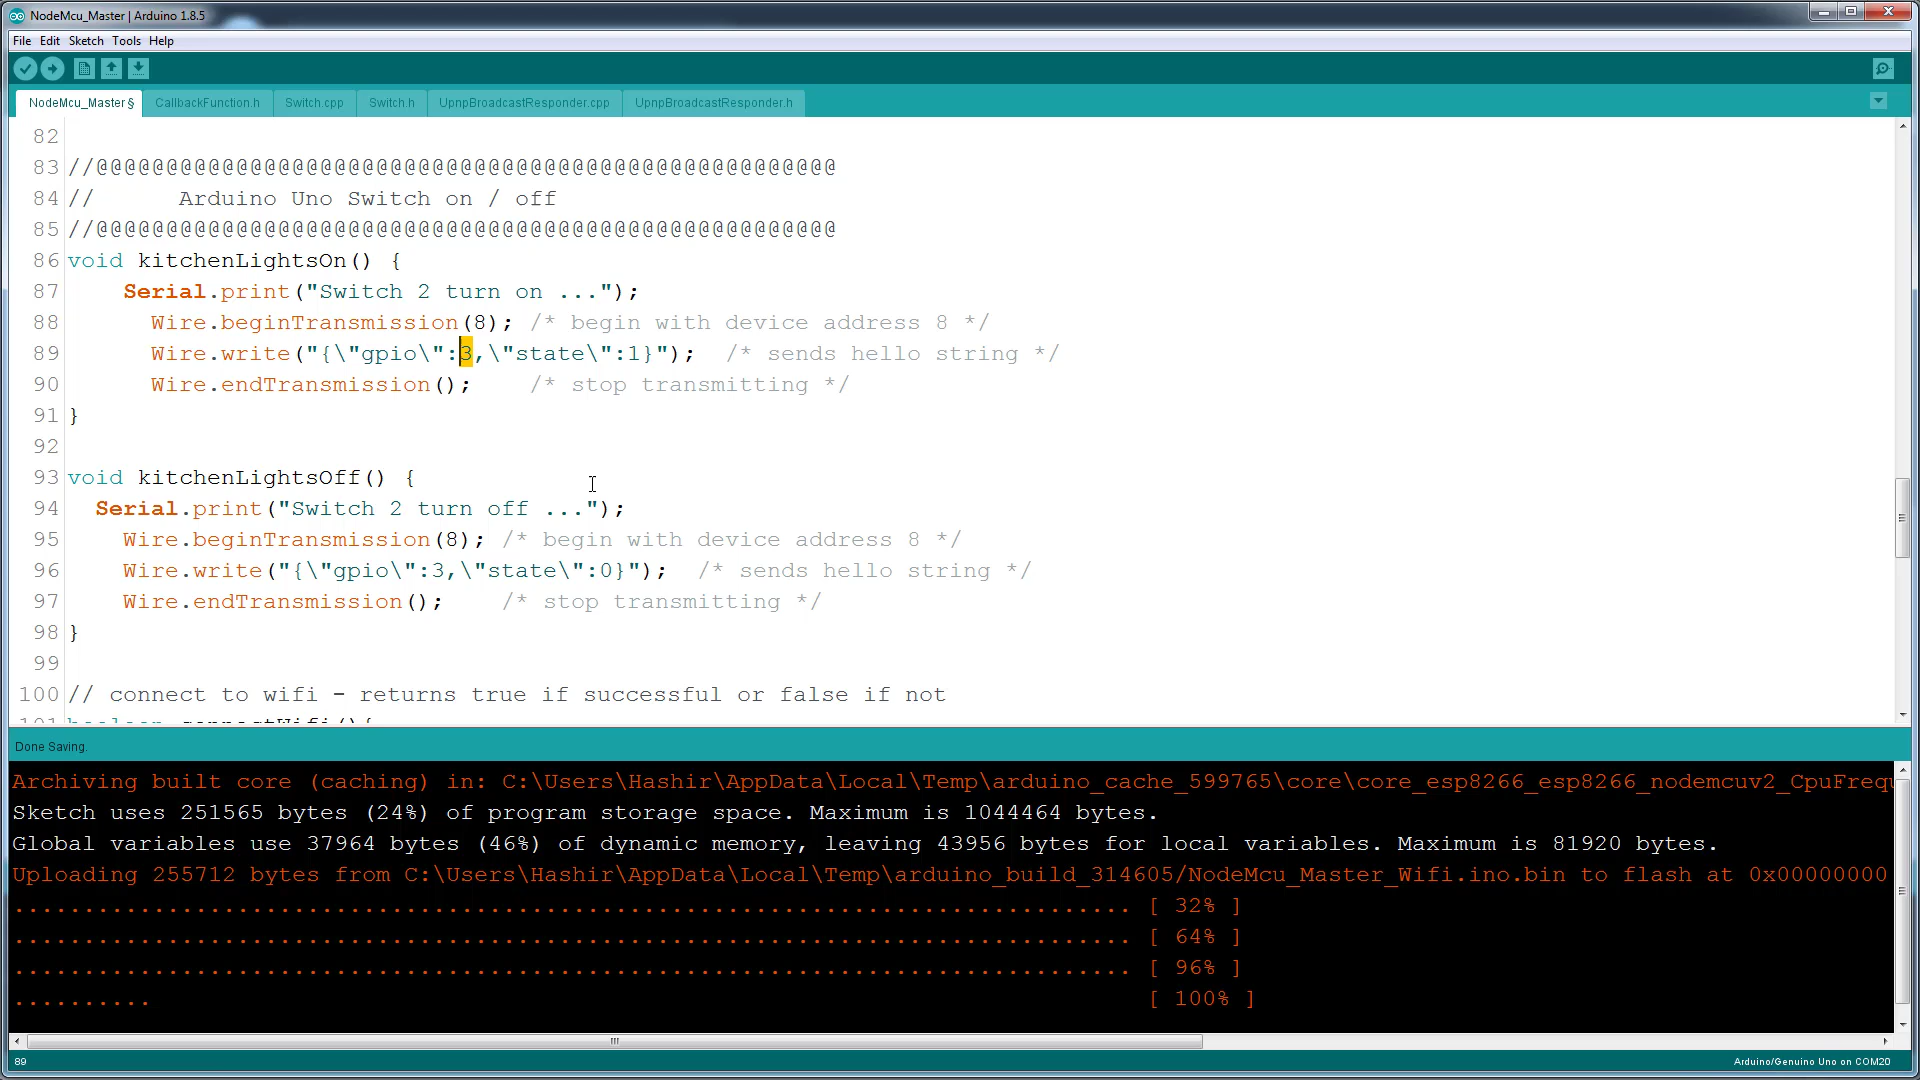 NodeMcu_Master | Arduino 1.8.5
File Edit Sketch Tools Help
NodeMcu_Master § CallbackFunction.h Switch.cpp Switch.h UpnpBroadcastResponder.cpp UpnpBroadcastResponder.h
82
83 //@@@@@@@@@@@@@@@@@@@@@@@@@@@@@@@@@@@@@@@@@@@@@@@@@@@@@
84 //      Arduino Uno Switch on / off
85 //@@@@@@@@@@@@@@@@@@@@@@@@@@@@@@@@@@@@@@@@@@@@@@@@@@@@@
86 void kitchenLightsOn() {
87     Serial.print("Switch 2 turn on ...");
88       Wire.beginTransmission(8); /* begin with device address 8 */
89       Wire.write("{\"gpio\":3,\"state\":1}");  /* sends hello string */
90       Wire.endTransmission();    /* stop transmitting */
91 }
92
93 void kitchenLightsOff() {
94   Serial.print("Switch 2 turn off ...");
95     Wire.beginTransmission(8); /* begin with device address 8 */
96     Wire.write("{\"gpio\":3,\"state\":0}");  /* sends hello string */
97     Wire.endTransmission();    /* stop transmitting */
98 }
99
100 // connect to wifi - returns true if successful or false if not
101 boolean connectWifi(){
Done Saving.
Archiving built core (caching) in: C:\Users\Hashir\AppData\Local\Temp\arduino_cache_599765\core\core_esp8266_esp8266_nodemcuv2_CpuFrequ
Sketch uses 251565 bytes (24%) of program storage space. Maximum is 1044464 bytes.
Global variables use 37964 bytes (46%) of dynamic memory, leaving 43956 bytes for local variables. Maximum is 81920 bytes.
Uploading 255712 bytes from C:\Users\Hashir\AppData\Local\Temp\arduino_build_314605/NodeMcu_Master_Wifi.ino.bin to flash at 0x00000000
................................................................................ [ 32% ]
................................................................................ [ 64% ]
................................................................................ [ 96% ]
..........                                                                       [ 100% ]
89 Arduino/Genuino Uno on COM20